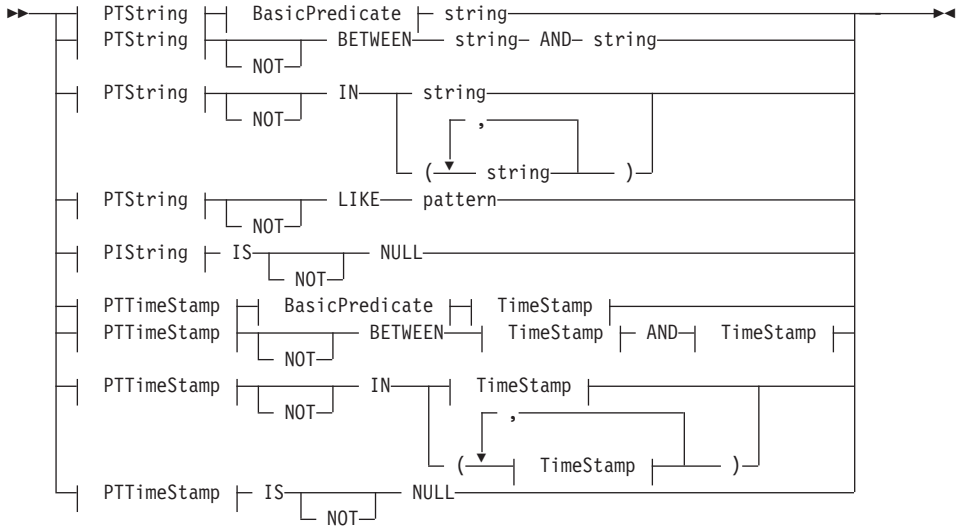 PTString BasicPredicate string
PTString BETWEEN string AND string
NOT
PTString IN string
NOT ,
( string )
PTString LIKE pattern
NOT
PIString IS NULL
NOT
PTTimeStamp BasicPredicate TimeStamp
PTTimeStamp BETWEEN TimeStamp AND TimeStamp
NOT
PTTimeStamp IN TimeStamp
NOT ,
( TimeStamp )
PTTimeStamp IS NULL
NOT